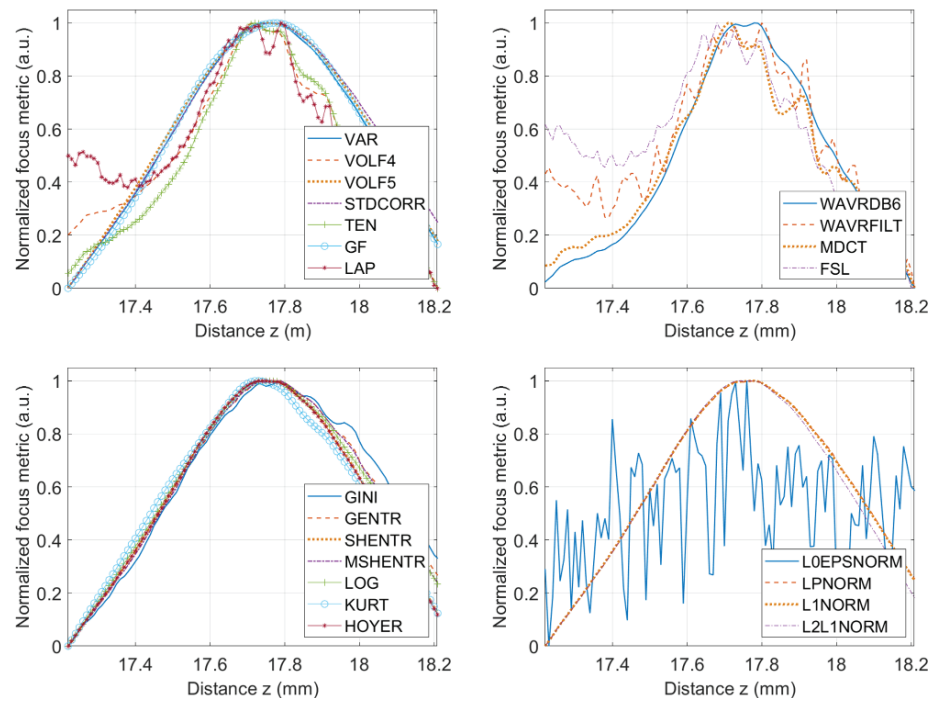 1
0.8
0.6
0.4
0.2
0
Normalized focus metric (a.u.)
17.4
17.6
17.8
18
18.2
Distance z (m)
VAR
VOLF4
VOLF5
STDCORR
TEN
GF
LAP
1
0.8
0.6
0.4
0.2
0
Normalized focus metric (a.u.)
17.4
17.6
17.8
18
18.2
Distance z (mm)
WAVRDB6
WAVRFILT
MDCT
FSL
1
0.8
0.6
0.4
0.2
0
Normalized focus metric (a.u.)
17.4
17.6
17.8
18
18.2
Distance z (mm)
GINI
GENTR
SHENTR
MSHENTR
LOG
KURT
HOYER
1
0.8
0.6
0.4
0.2
0
Normalized focus metric (a.u.)
17.4
17.6
17.8
18
18.2
Distance z (mm)
L0EPSNORM
LPNORM
L1NORM
L2L1NORM